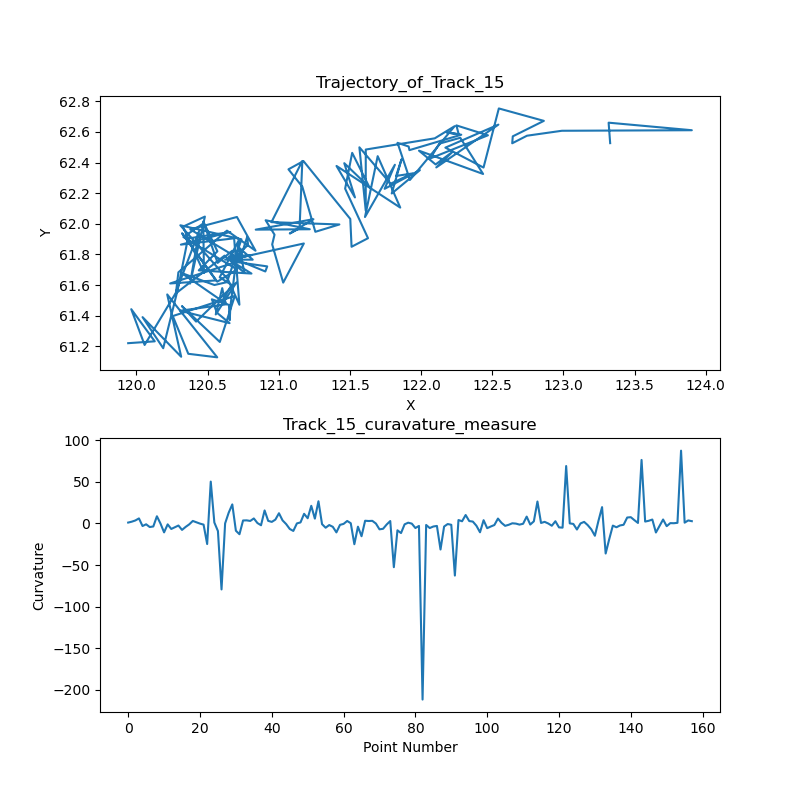 Trajectory_of_Track_15
62.8
62.6
62.4
62.2
62.0
61.8
61.6
61.4
61.2
Y
120.0 120.5 121.0 121.5 122.0 122.5 123.0 123.5 124.0
X
Track_15_curavature_measure
100
50
0
−50
−100
−150
−200
Curvature
0 20 40 60 80 100 120 140 160
Point Number